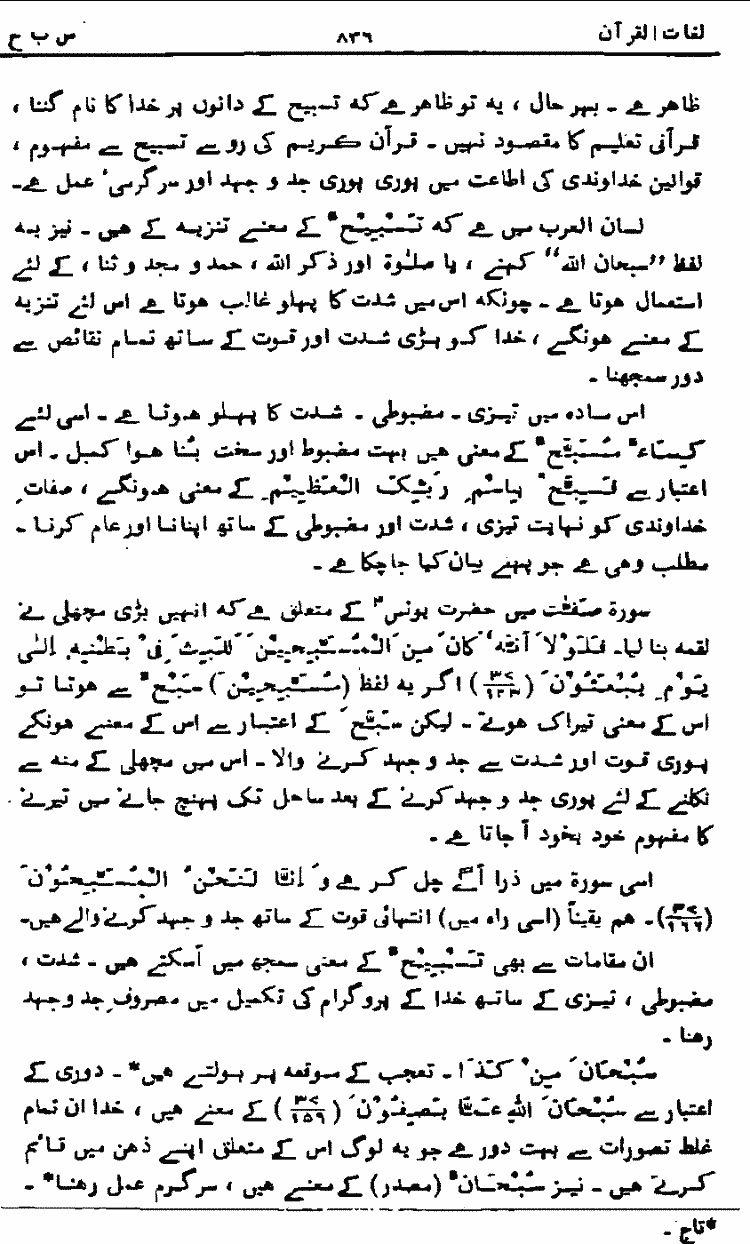 لغات القرآن ۸۳٦ س ب ح
ظاہر ہے ۔ بہر حال ، یہ تو ظاہر ہے کہ تسبیح کے دانوں پر خدا کا نام گننا ،
قرآنی تعلیم کا مقصود نہیں ۔ قرآن کریم کی رو سے تسبیح سے مفہوم ،
قوانین خداوندی کی اطاعت میں پوری پوری جد و جہد اور سرگرمیٔ عمل ہے۔
لسان العرب میں ہے کہ تَسْبِیْحٌ کے معنے تنزیہ کے ہیں ۔ نیز یہ
لفظ ”سبحان اللہ“ کہنے ، یا صلوٰۃ اور ذکر اللہ ، حمد و مجد و ثنا ، کے لئے
استعمال ہوتا ہے ۔ چونکہ اس میں شدت کا پہلو غالب ہوتا ہے اس لئے تنزیہ
کے معنے ہونگے ، خدا کو بڑی شدت اور قوت کے ساتھ تمام نقائص سے
دور سمجھنا ۔
اس مادہ میں تیزی ۔ مضبوطی ۔ شدت کا پہلو ہوتا ہے ۔ اسی لئے
کِسَاءٌ مُسَبَّحٌ کے معنی ہیں بہت مضبوط اور سخت بُنا ہوا کمبل ۔ اس
اعتبار سے فَسَبِّحْ بِاسْمِ رَبِّکَ الْعَظِیْمِ کے معنی ہونگے ، صفاتِ
خداوندی کو نہایت تیزی ، شدت اور مضبوطی کے ساتھ اپنانا اور عام کرنا ۔
مطلب وہی ہے جو پہلے بیان کیا جاچکا ہے ۔
سورۃ صٰفّٰت میں حضرت یونسؑ کے متعلق ہے کہ انہیں بڑی مچھلی نے
لقمہ بنا لیا۔ فَلَوْلَا اَنَّہٗ کَانَ مِنَ الْمُسَبِّحِیْنَ لَلَبِثَ فِیْ بَطْنِہٖ اِلٰی
یَوْمِ یُبْعَثُوْنَ (۳۷/۱۴۳) اگر یہ لفظ (مُسَبِّحِیْنَ) سَبْحٌ سے ہوتا تو
اس کے معنی تیراک ہوتے ۔ لیکن سَبَّحَ کے اعتبار سے اس کے معنے ہونگے
پوری قوت اور شدت سے جد و جہد کرنے والا ۔ اس میں مچھلی کے منہ سے
نکلنے کے لئے پوری جد و جہد کرنے کے بعد ساحل تک پہنچ جانے میں تیرنے
کا مفہوم خود بخود آ جاتا ہے ۔
اسی سورۃ میں ذرا آگے چل کر ہے وَ اِنَّا لَنَحْنُ الْمُسَبِّحُوْنَ
(۳۷/۱٦٦)۔ ہم یقیناً (اسی راہ میں) انتہائی قوت کے ساتھ جد و جہد کرنے والے ہیں۔
ان مقامات سے بھی تَسْبِیْحٌ کے معنی سمجھ میں آسکتے ہیں ۔ شدت ،
مضبوطی ، تیزی کے ساتھ خدا کے پروگرام کی تکمیل میں مصروفِ جد و جہد
رہنا ۔
سُبْحَانَ مِنْ کَذَا ۔ تعجب کے موقعہ پر بولتے ہیں* ۔ دوری کے
اعتبار سے سُبْحَانَ اللہِ عَمَّا یَصِفُوْنَ (۳۷/۱۵۹) کے معنے ہیں ، خدا ان تمام
غلط تصورات سے بہت دور ہے جو یہ لوگ اس کے متعلق اپنے ذہن میں قائم
کرتے ہیں ۔ نیز سُبْحَانٌ (مصدر) کے معنے ہیں ، سرگرم عمل رہنا* ۔
*تاج ۔